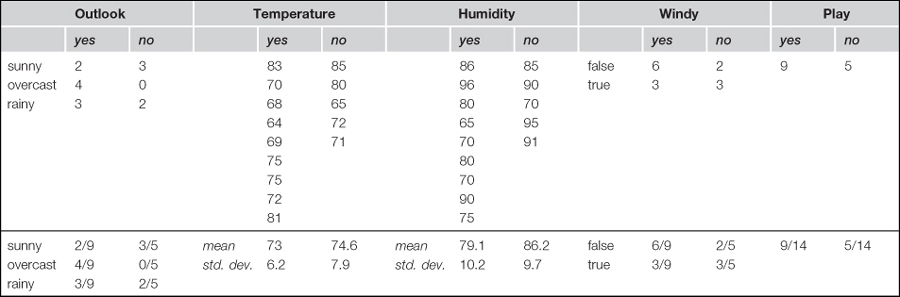 Outlook Temperature Humidity Windy Play
yes no yes no yes no yes no yes no
sunny 2 3 83 85 86 85 false 6 2 9 5
overcast 4 0 70 80 96 90 true 3 3
rainy 3 2 68 65 80 70
64 72 65 95
69 71 70 91
75 80
75 70
72 90
81 75
sunny 2/9 3/5 mean 73 74.6 mean 79.1 86.2 false 6/9 2/5 9/14 5/14
overcast 4/9 0/5 std. dev. 6.2 7.9 std. dev. 10.2 9.7 true 3/9 3/5
rainy 3/9 2/5